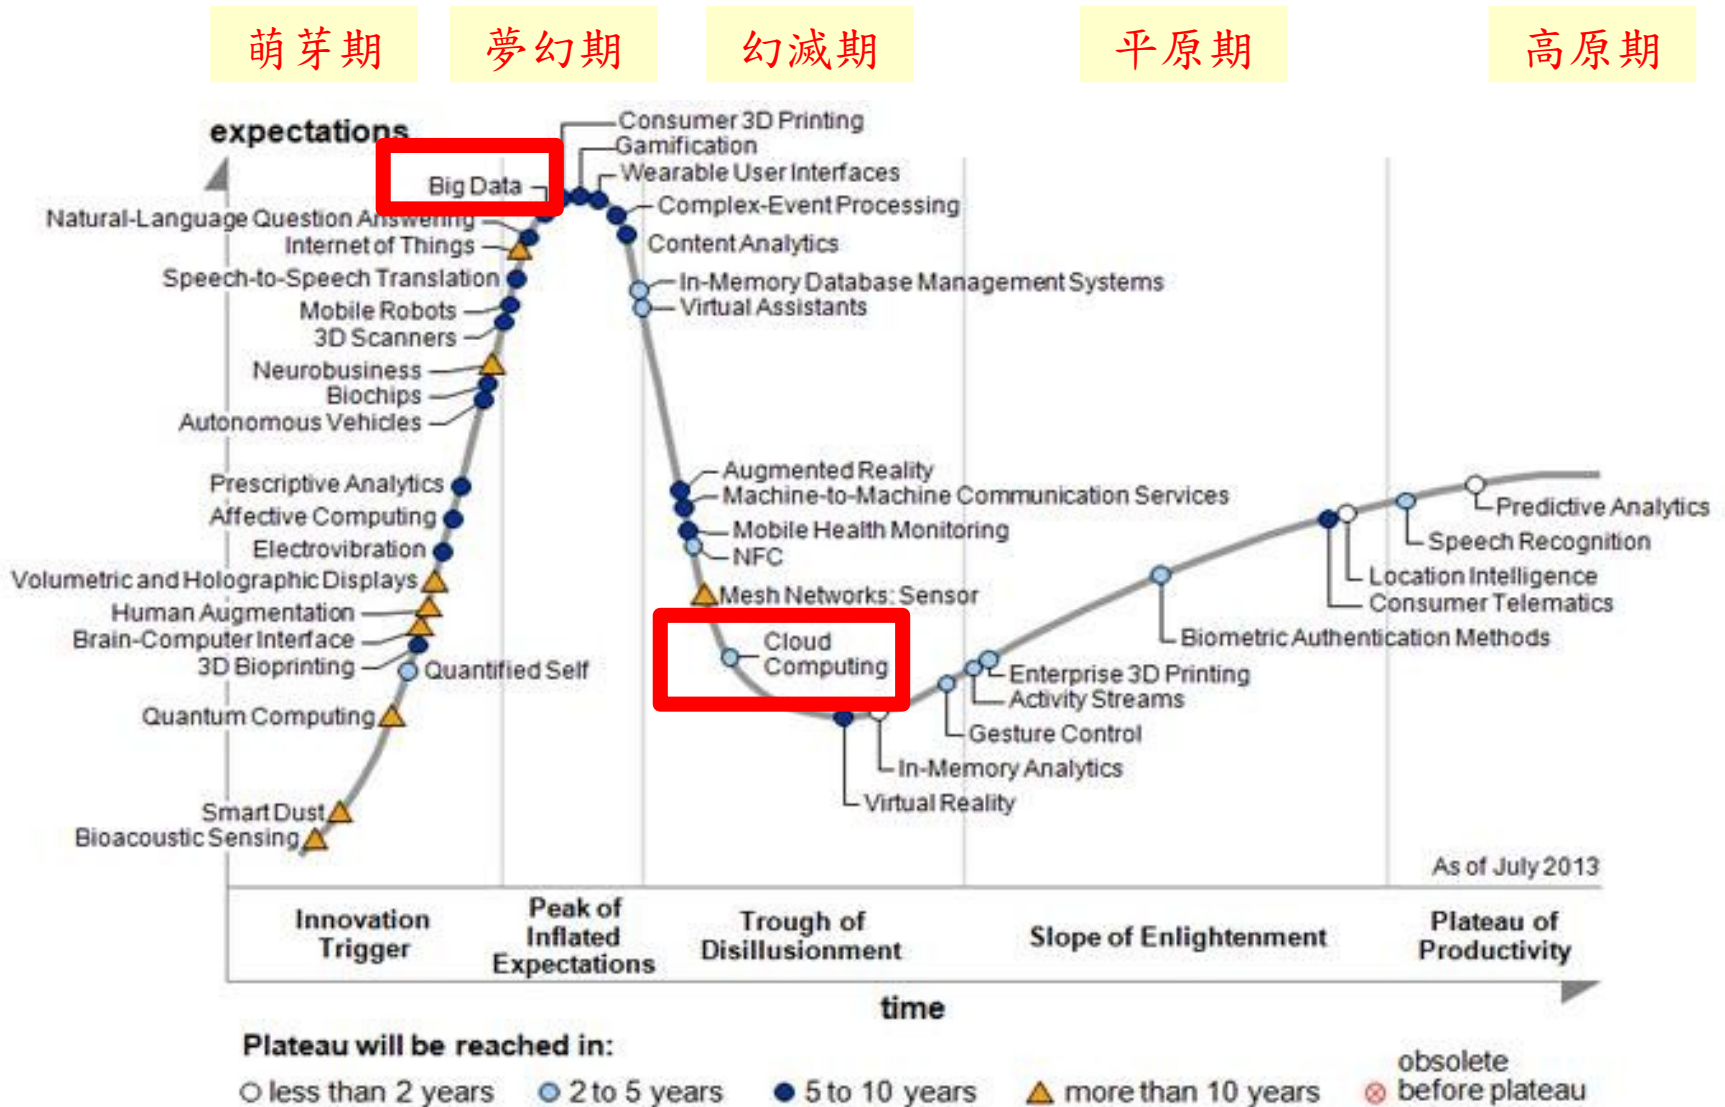 萌芽期
夢幻期
幻滅期
平原期
高原期
expectations
Consumer 3D Printing
Gamification
Wearable User Interfaces
Big Data
Complex-Event Processing
Natural-Language Question Answering
Content Analytics
Internet of Things
Speech-to-Speech Translation
In-Memory Database Management Systems
Mobile Robots
Virtual Assistants
3D Scanners
Neurobusiness
Biochips
Autonomous Vehicles
Augmented Reality
Prescriptive Analytics
Machine-to-Machine Communication Services
Affective Computing
Mobile Health Monitoring
Electrovibration
NFC
Volumetric and Holographic Displays
Mesh Networks: Sensor
Human Augmentation
Brain-Computer Interface
Cloud
Computing
3D Bioprinting
Quantified Self
Quantum Computing
Smart Dust
Bioacoustic Sensing
Predictive Analytics
Speech Recognition
Location Intelligence
Consumer Telematics
Biometric Authentication Methods
Enterprise 3D Printing
Activity Streams
Gesture Control
In-Memory Analytics
Virtual Reality
As of July 2013
Innovation
Trigger
Peak of
Inflated
Expectations
Trough of
Disillusionment
Slope of Enlightenment
Plateau of
Productivity
time
Plateau will be reached in:
less than 2 years
2 to 5 years
5 to 10 years
more than 10 years
obsolete
before plateau